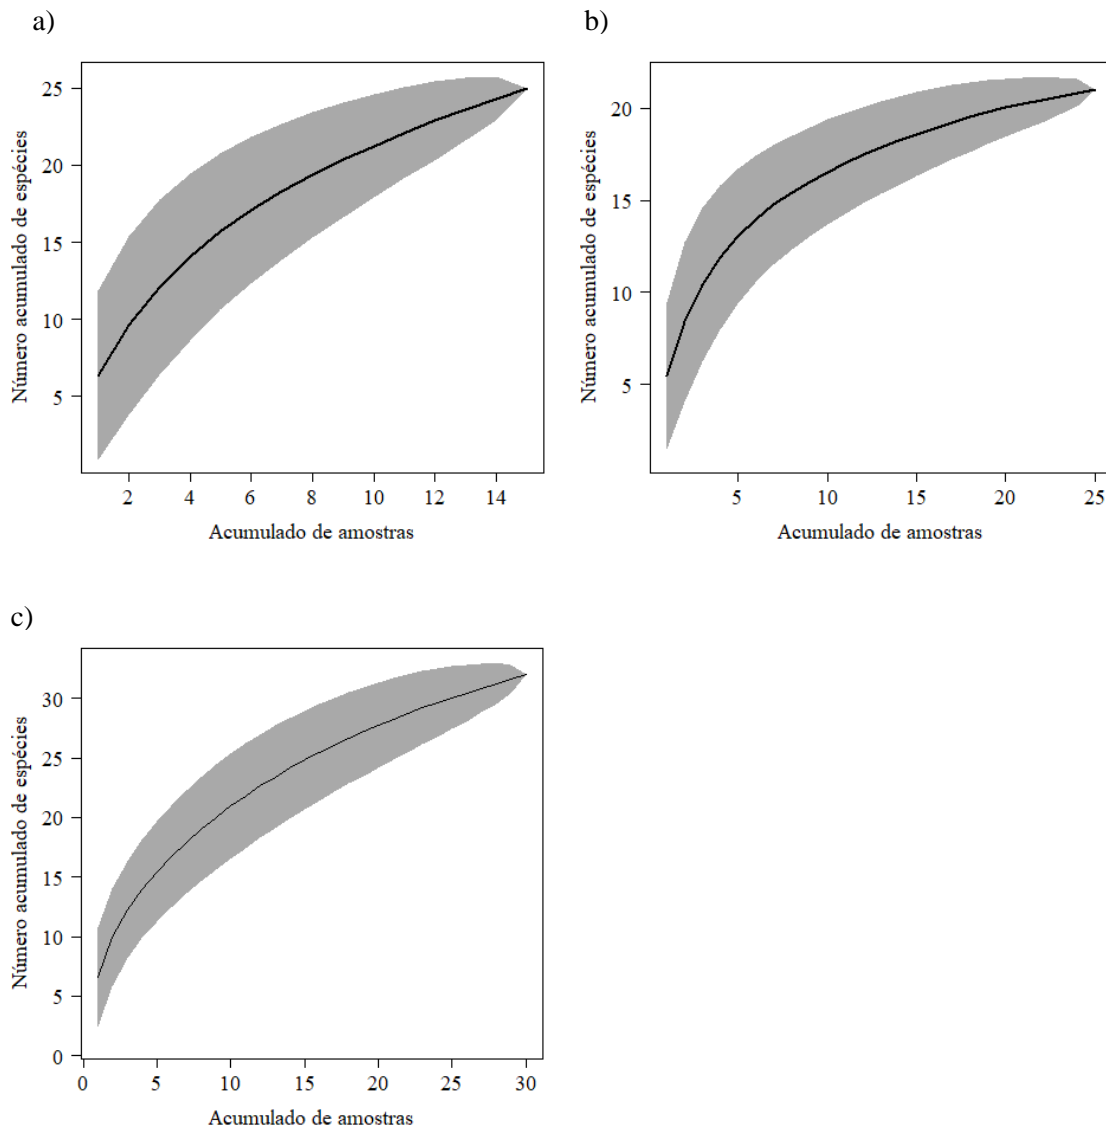 a)
Número acumulado de espécies
25
20
15
10
5
2 4 6 8 10 12 14
Acumulado de amostras
b)
Número acumulado de espécies
20
15
10
5
5 10 15 20 25
Acumulado de amostras
c)
Número acumulado de espécies
30
25
20
15
10
5
0
0 5 10 15 20 25 30
Acumulado de amostras